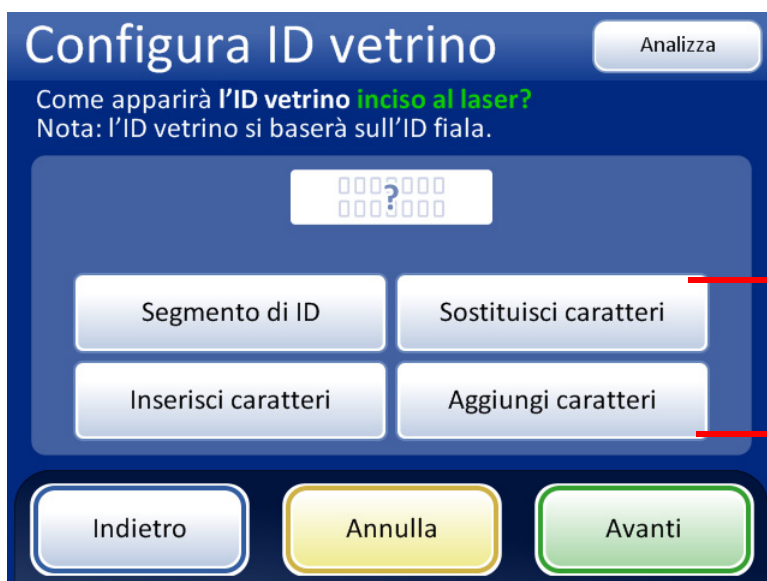 Configura ID vetrino
Analizza
Come apparirà l’ID vetrino inciso al laser?
Nota: l’ID vetrino si baserà sull’ID fiala.
?
Segmento di ID
Sostituisci caratteri
Inserisci caratteri
Aggiungi caratteri
Indietro
Annulla
Avanti